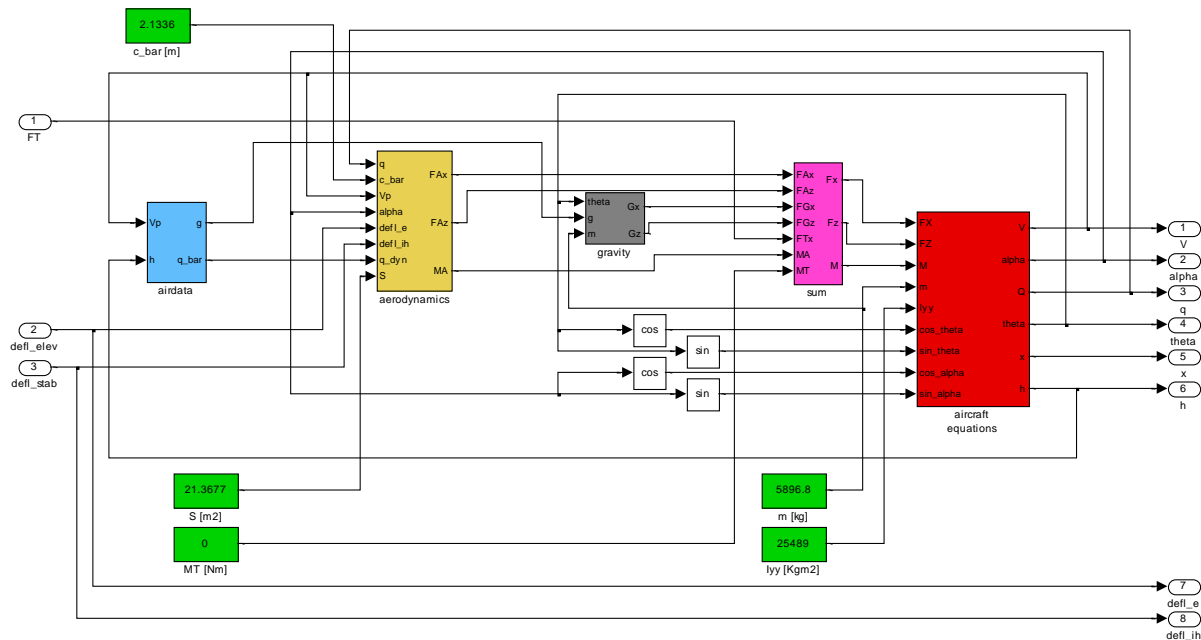 2.1336
c_bar [m]
1
FT
2
defl_elev
3
defl_stab
Vp
h
g
q_bar
airdata
q
c_bar
Vp
alpha
defl_e
defl_ih
q_dyn
S
FAx
FAz
MA
aerodynamics
theta
g
m
Gx
Gz
gravity
FAx
FAz
FGx
FGz
FTx
MA
MT
Fx
Fz
M
sum
cos
sin
cos
sin
FX
FZ
M
m
Iyy
cos_theta
sin_theta
cos_alpha
sin_alpha
V
alpha
Q
theta
x
h
aircraft
equations
1
V
2
alpha
3
q
4
theta
5
x
6
h
21.3677
S [m2]
0
MT [Nm]
5896.8
m [kg]
25489
Iyy [Kgm2]
7
defl_e
8
defl_ih